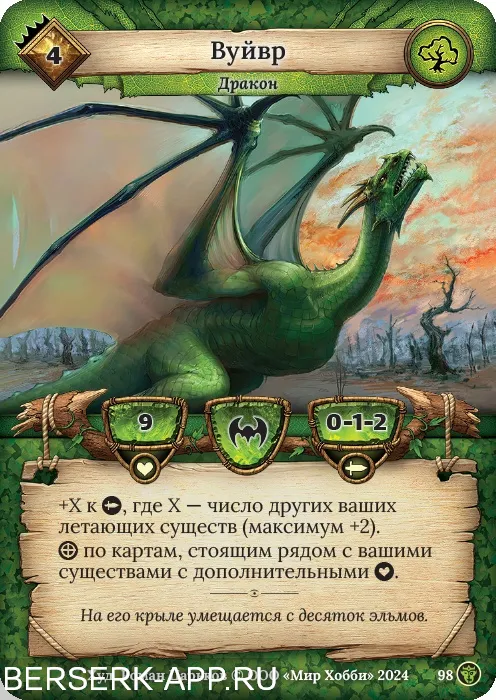 4
Вуйвр
Дракон
9
0-1-2
+X к , где X — число других ваших
летающих существ (максимум +2).
по картам, стоящим рядом с вашими
существами с дополнительными .
На его крыле умещается с десяток эльмов.
«Мир Хобби» 2024 98
BERSERK-APP.RU